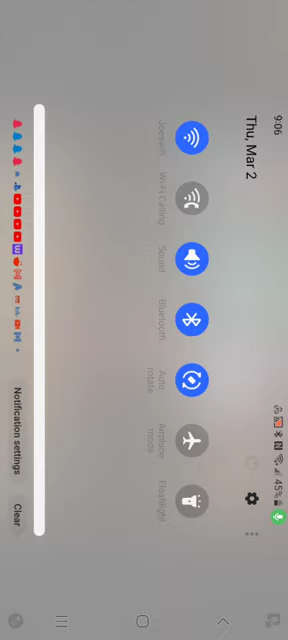 9:06
45%
Thu, Mar 2
Joeswifi
Wi-Fi Calling
Sound
Bluetooth
Auto
rotate
Airplane
mode
Flashlight
Notification settings
Clear